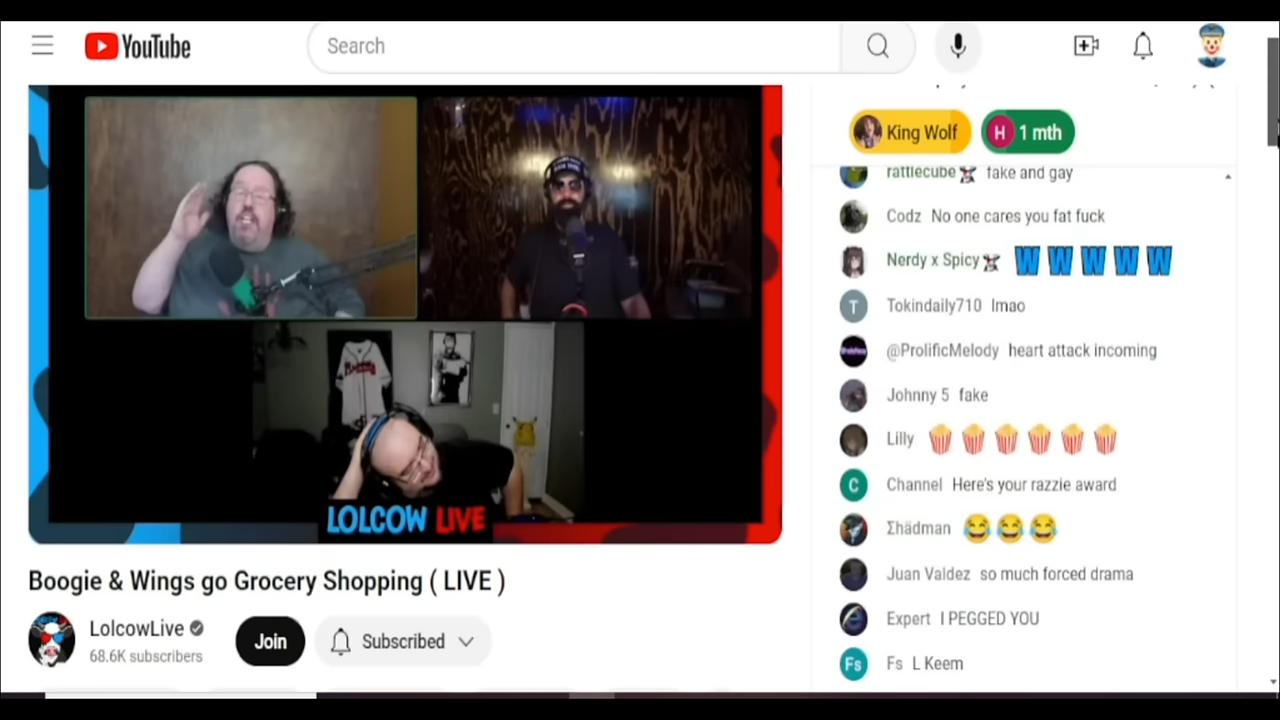 YouTube
Search
King Wolf
H 1 mth
rattlecube fake and gay
Codz No one cares you fat fuck
Nerdy x Spicy W W W W W
T Tokindaily710 lmao
@ProlificMelody heart attack incoming
Johnny 5 fake
Lilly
C Channel Here's your razzie award
Σhädman
Juan Valdez so much forced drama
Expert I PEGGED YOU
Fs Fs L Keem
LOLCOW LIVE
Boogie & Wings go Grocery Shopping ( LIVE )
LolcowLive
68.6K subscribers
Join
Subscribed